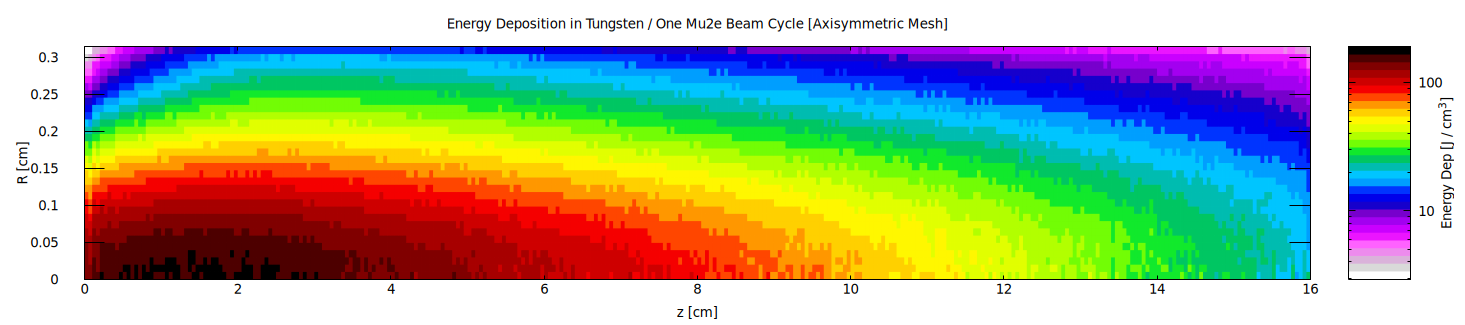 Energy Deposition in Tungsten / One Mu2e Beam Cycle [Axisymmetric Mesh]
R [cm]
0.3
0.25
0.2
0.15
0.1
0.05
0
0 2 4 6 8 10 12 14 16
z [cm]
100
10
Energy Dep [J / cm³]